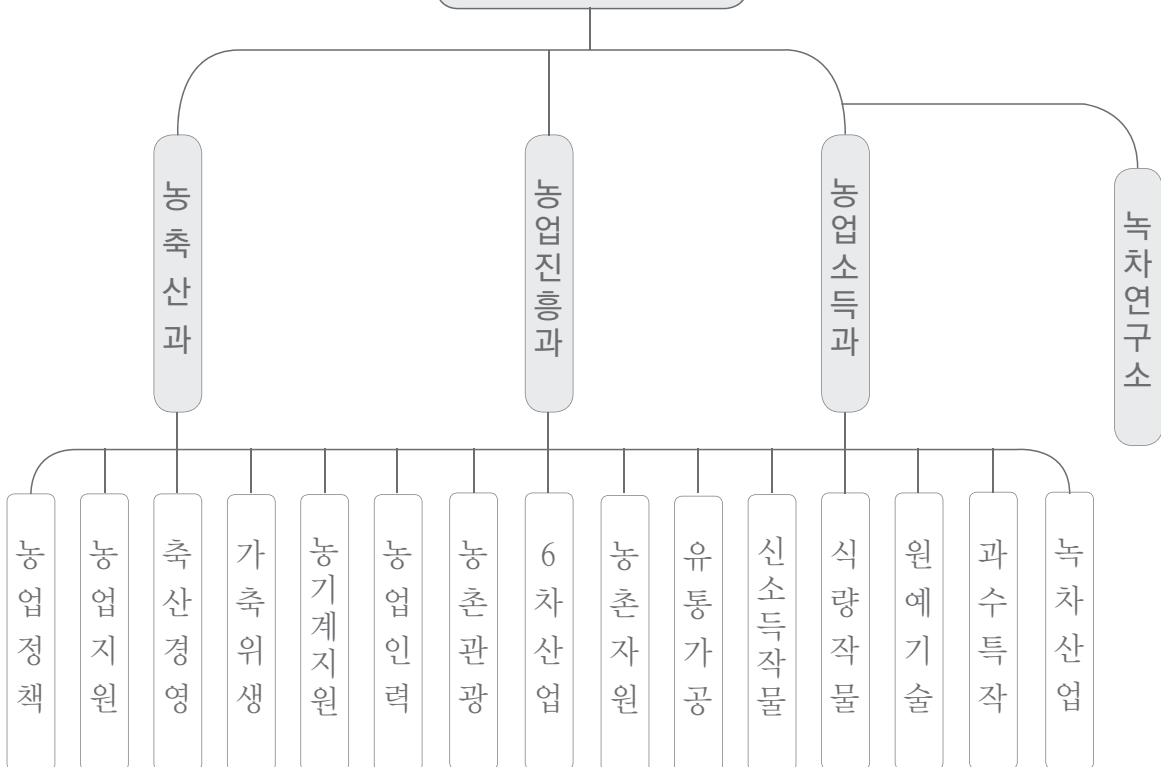 농축산과
농업진흥과
농업소득과
녹차연구소
농업정책
농업지원
축산경영
가축위생
농기계지원
농업인력
농촌관광
6차산업
농촌자원
유통가공
신소득작물
식량작물
원예기술
과수특작
녹차산업